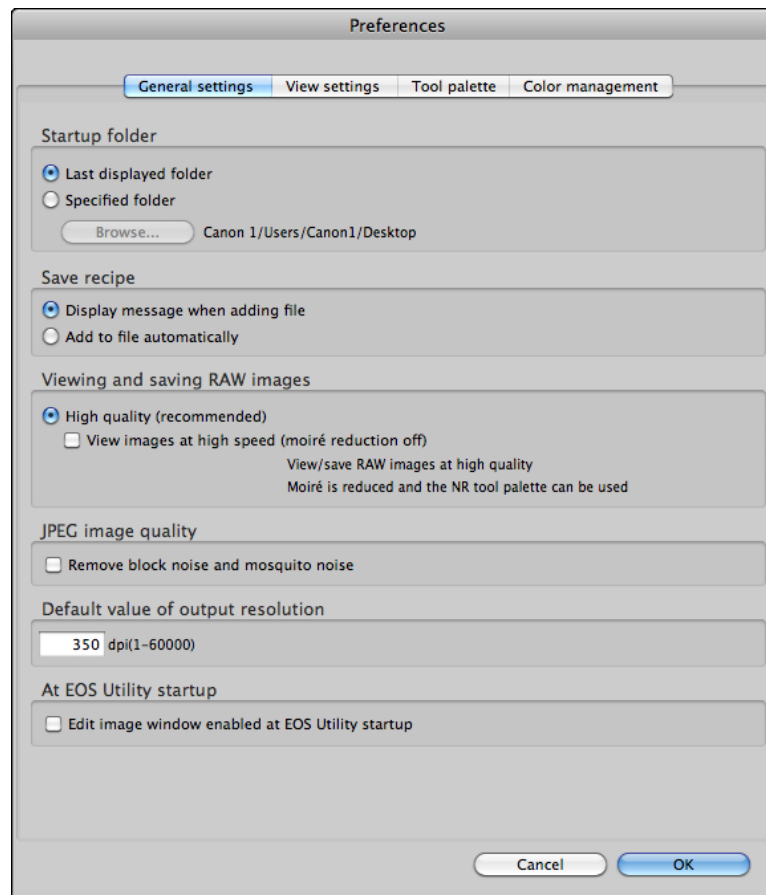 Preferences
General settings View settings Tool palette Color management
Startup folder
Last displayed folder
Specified folder
Browse... Canon 1/Users/Canon1/Desktop
Save recipe
Display message when adding file
Add to file automatically
Viewing and saving RAW images
High quality (recommended)
View images at high speed (moiré reduction off)
View/save RAW images at high quality
Moiré is reduced and the NR tool palette can be used
JPEG image quality
Remove block noise and mosquito noise
Default value of output resolution
350 dpi(1-60000)
At EOS Utility startup
Edit image window enabled at EOS Utility startup
Cancel OK